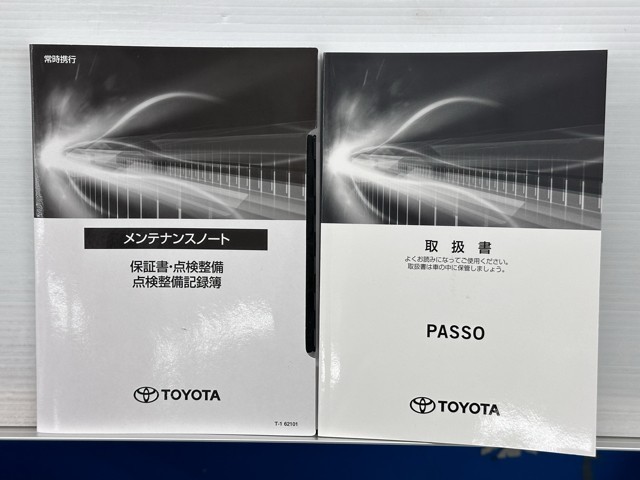 常時携行
メンテナンスノート
保証書・点検整備
点検整備記録簿
TOYOTA
T-1 62101
取扱書
よくお読みになってご使用ください。
取扱書は車の中に保管しましょう。
PASSO
TOYOTA